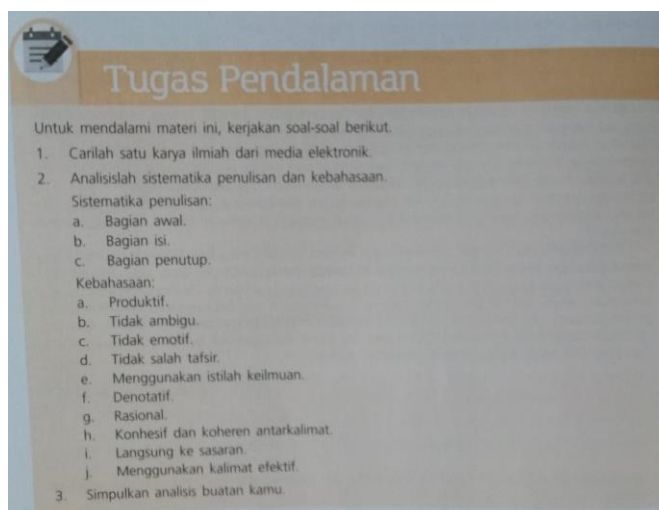 Tugas Pendalaman
Untuk mendalami materi ini, kerjakan soal-soal berikut.
1. Carilah satu karya ilmiah dari media elektronik.
2. Analisislah sistematika penulisan dan kebahasaan.
Sistematika penulisan:
a. Bagian awal.
b. Bagian isi.
c. Bagian penutup.
Kebahasaan:
a. Produktif.
b. Tidak ambigu.
c. Tidak emotif.
d. Tidak salah tafsir.
e. Menggunakan istilah keilmuan.
f. Denotatif.
g. Rasional.
h. Konhesif dan koheren antarkalimat.
i. Langsung ke sasaran.
j. Menggunakan kalimat efektif.
3. Simpulkan analisis buatan kamu.